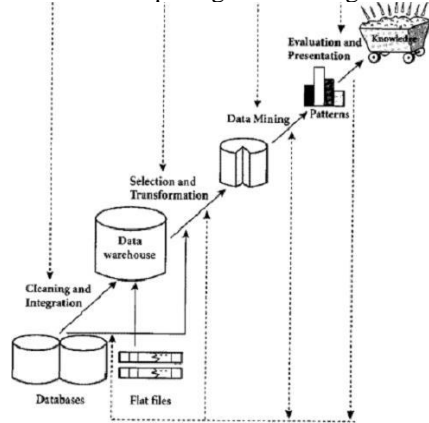 Evaluation and
Presentation
Knowledge
Patterns
Data Mining
Selection and
Transformation
Data
warehouse
Cleaning and
Integration
Databases
Flat files